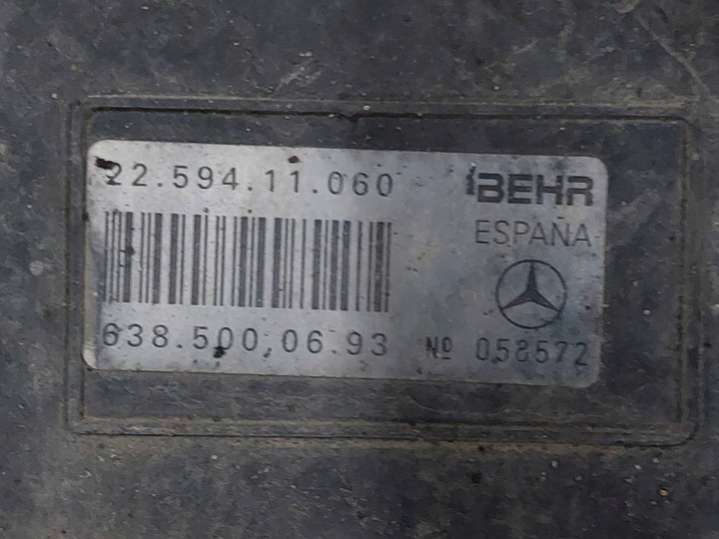 22.594.11.060
BEHR
ESPAÑA
638.500.06.93
Nº 058572